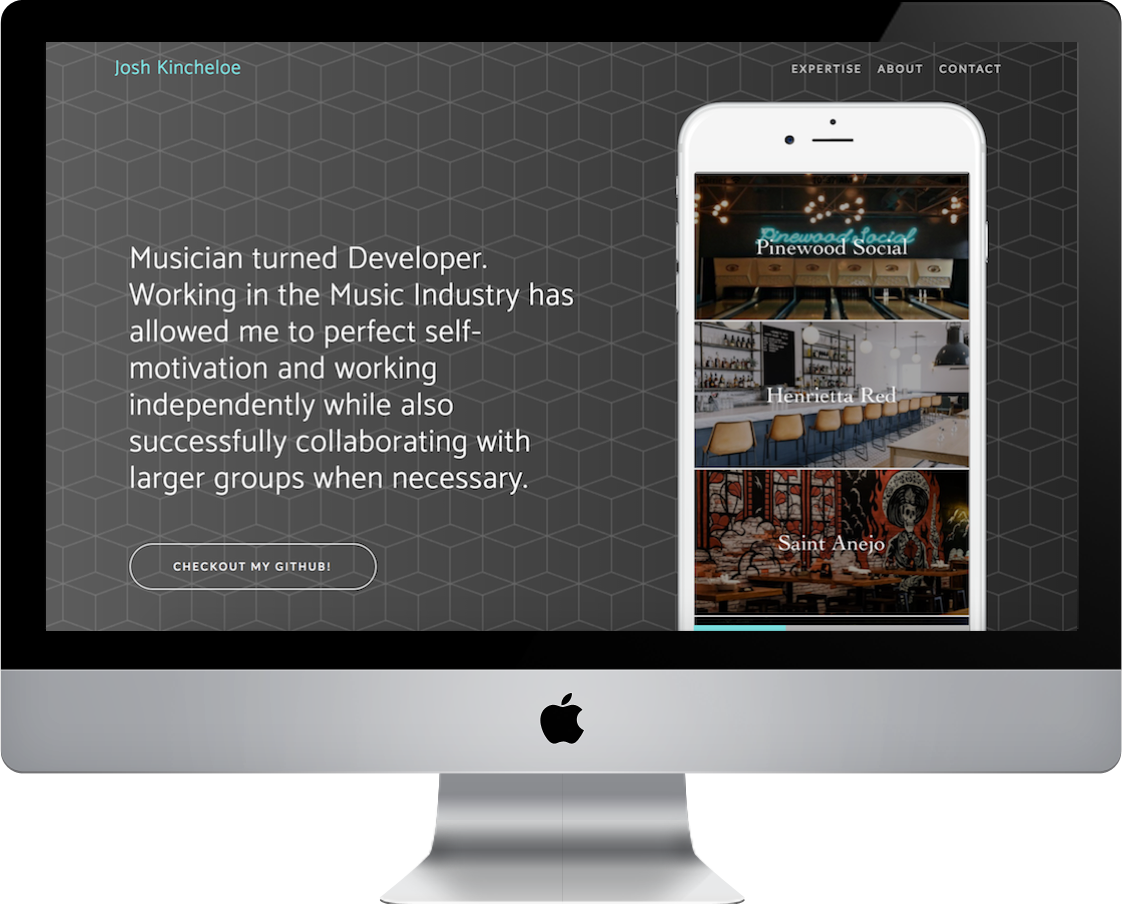 Josh Kincheloe
EXPERTISE ABOUT CONTACT
Musician turned Developer.
Working in the Music Industry has
allowed me to perfect self-
motivation and working
independently while also
successfully collaborating with
larger groups when necessary.
CHECKOUT MY GITHUB!
Pinewood Social
Pinewood Social
Henrietta Red
Saint Anejo